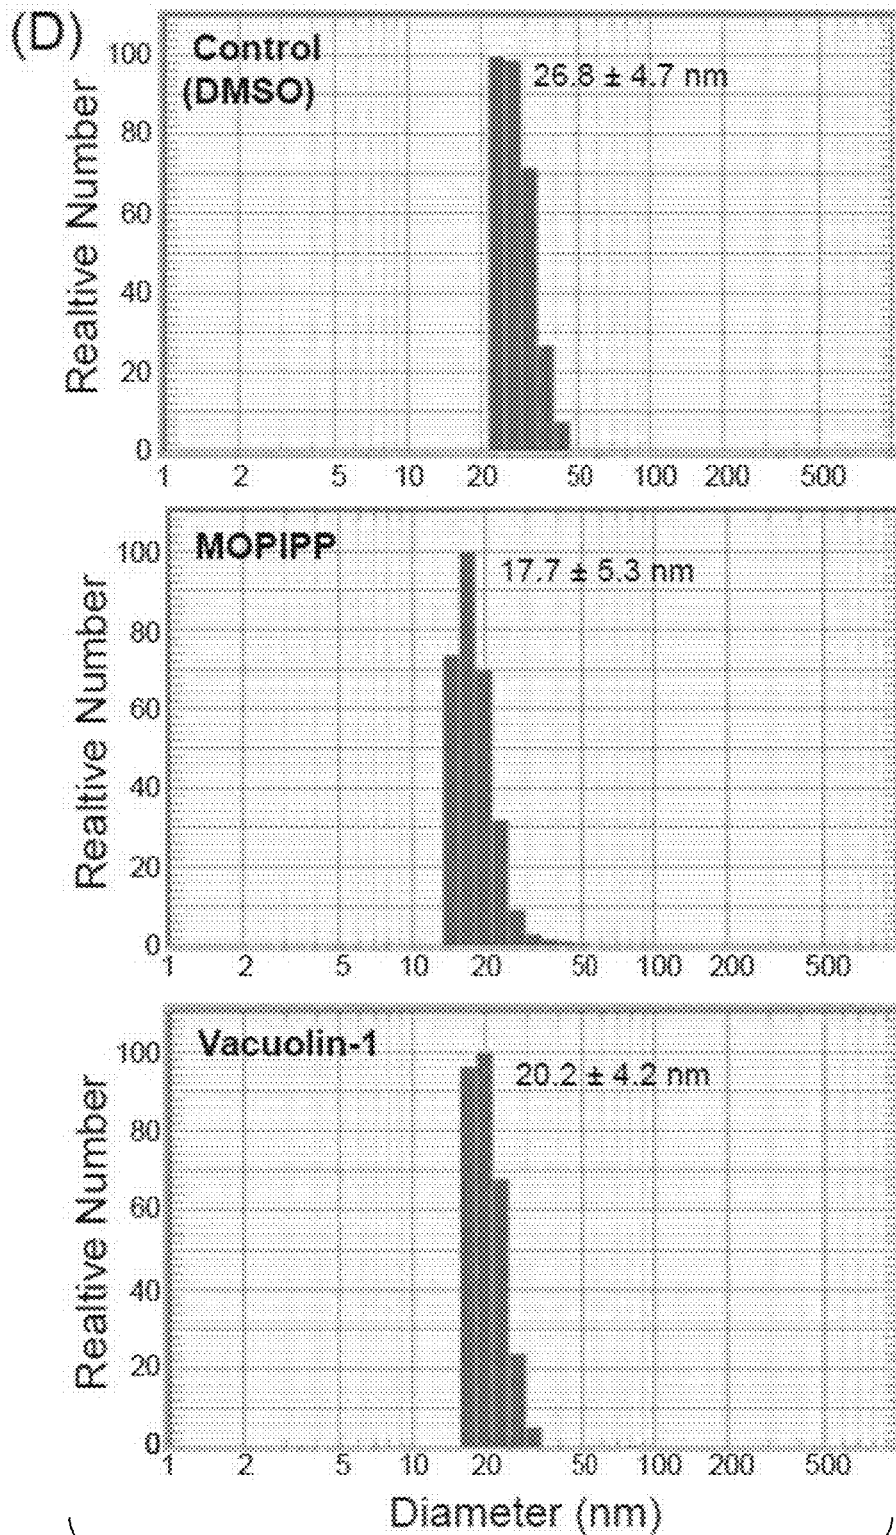 (D)
Control
(DMSO)
26.8 ± 4.7 nm
Realtive Number
100
80
60
40
20
0
1 2 5 10 20 50 100 200 500
MOPIPP
17.7 ± 5.3 nm
Realtive Number
100
80
60
40
20
0
1 2 5 10 20 50 100 200 500
Vacuolin-1
20.2 ± 4.2 nm
Realtive Number
100
80
60
40
20
0
1 2 5 10 20 50 100 200 500
Diameter (nm)